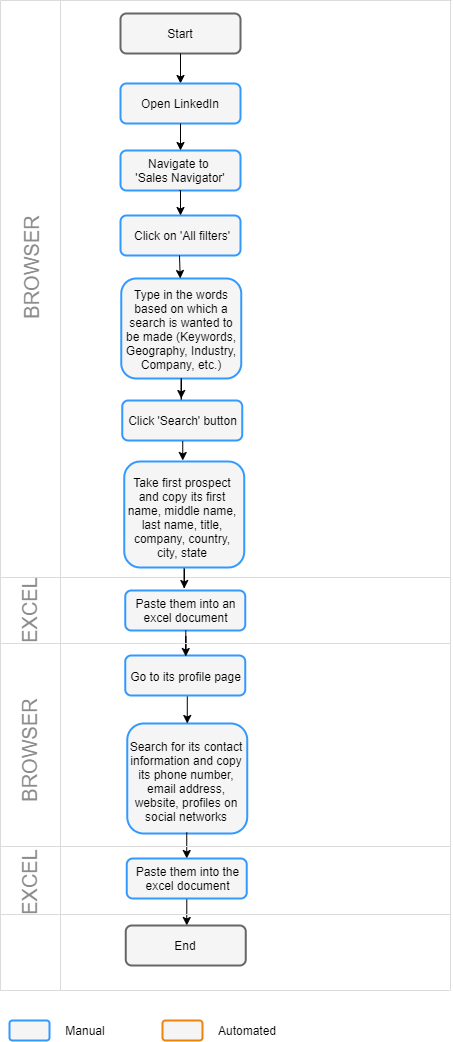 Start
Open LinkedIn
Navigate to
'Sales Navigator'
Click on 'All filters'
BROWSER
Type in the words
based on which a
search is wanted to
be made (Keywords,
Geography, Industry,
Company, etc.)
Click 'Search' button
Take first prospect
and copy its first
name, middle name,
last name, title,
company, country,
city, state
EXCEL
Paste them into an
excel document
Go to its profile page
BROWSER
Search for its contact
information and copy
its phone number,
email address,
website, profiles on
social networks
EXCEL
Paste them into the
excel document
End
Manual
Automated